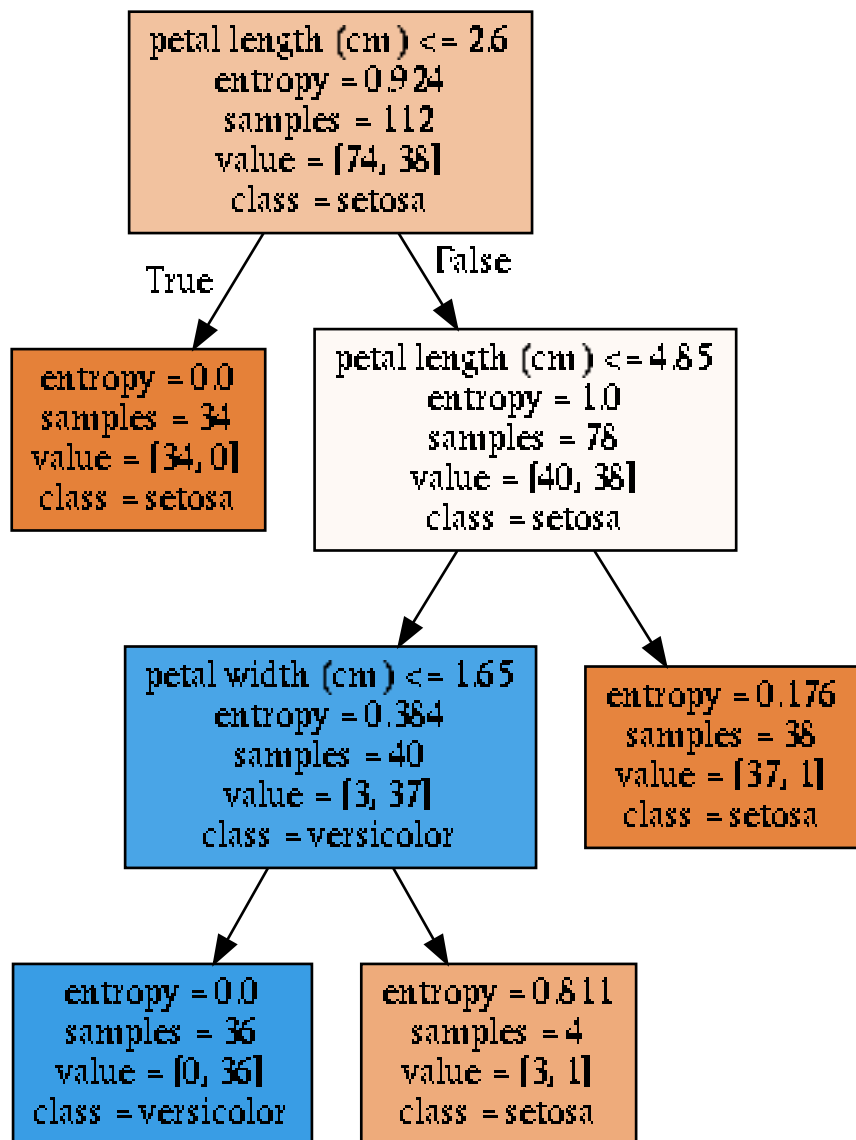 petal length (cm) <= 2.6
entropy = 0.924
samples = 112
value = [74, 38]
class = setosa
True
False
entropy = 0.0
samples = 34
value = [34, 0]
class = setosa
petal length (cm) <= 4.85
entropy = 1.0
samples = 78
value = [40, 38]
class = setosa
petal width (cm) <= 1.65
entropy = 0.384
samples = 40
value = [3, 37]
class = versicolor
entropy = 0.176
samples = 38
value = [37, 1]
class = setosa
entropy = 0.0
samples = 36
value = [0, 36]
class = versicolor
entropy = 0.811
samples = 4
value = [3, 1]
class = setosa